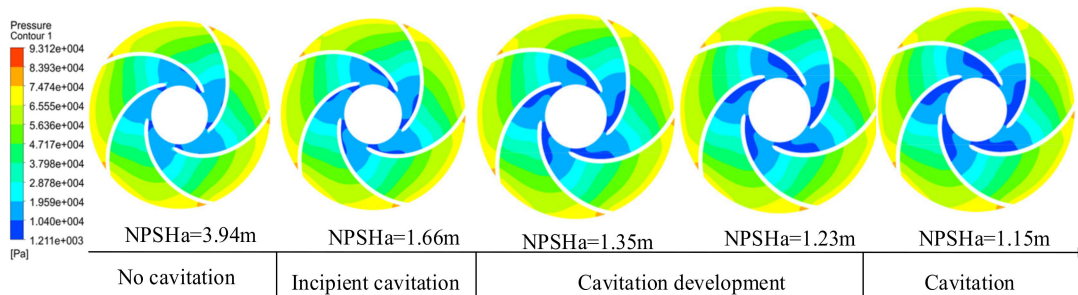 Pressure
Contour 1
9.312e+004
8.393e+004
7.474e+004
6.555e+004
5.636e+004
4.717e+004
3.798e+004
2.878e+004
1.959e+004
1.040e+004
1.211e+003
[Pa]
NPSHa=3.94m
NPSHa=1.66m
NPSHa=1.35m
NPSHa=1.23m
NPSHa=1.15m
No cavitation
Incipient cavitation
Cavitation development
Cavitation